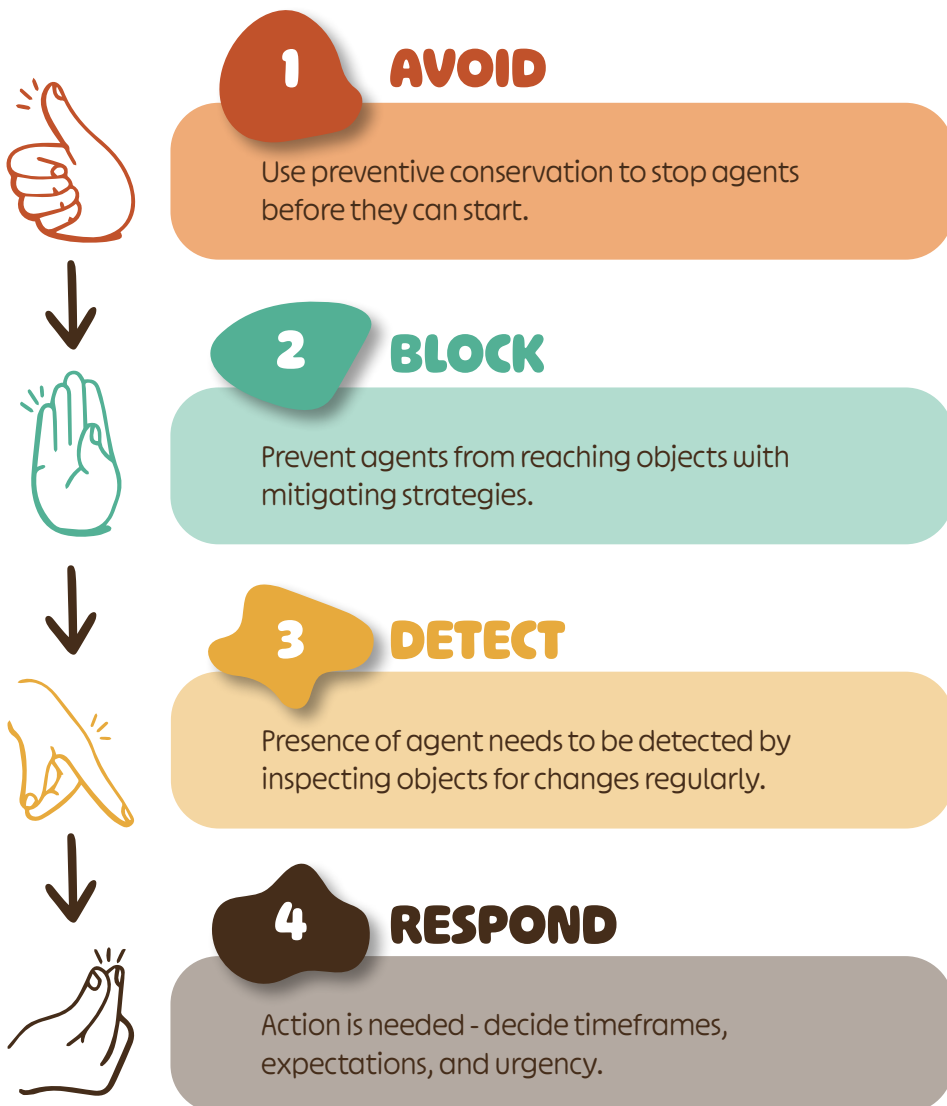 1 AVOID
Use preventive conservation to stop agents
before they can start.
2 BLOCK
Prevent agents from reaching objects with
mitigating strategies.
3 DETECT
Presence of agent needs to be detected by
inspecting objects for changes regularly.
4 RESPOND
Action is needed - decide timeframes,
expectations, and urgency.